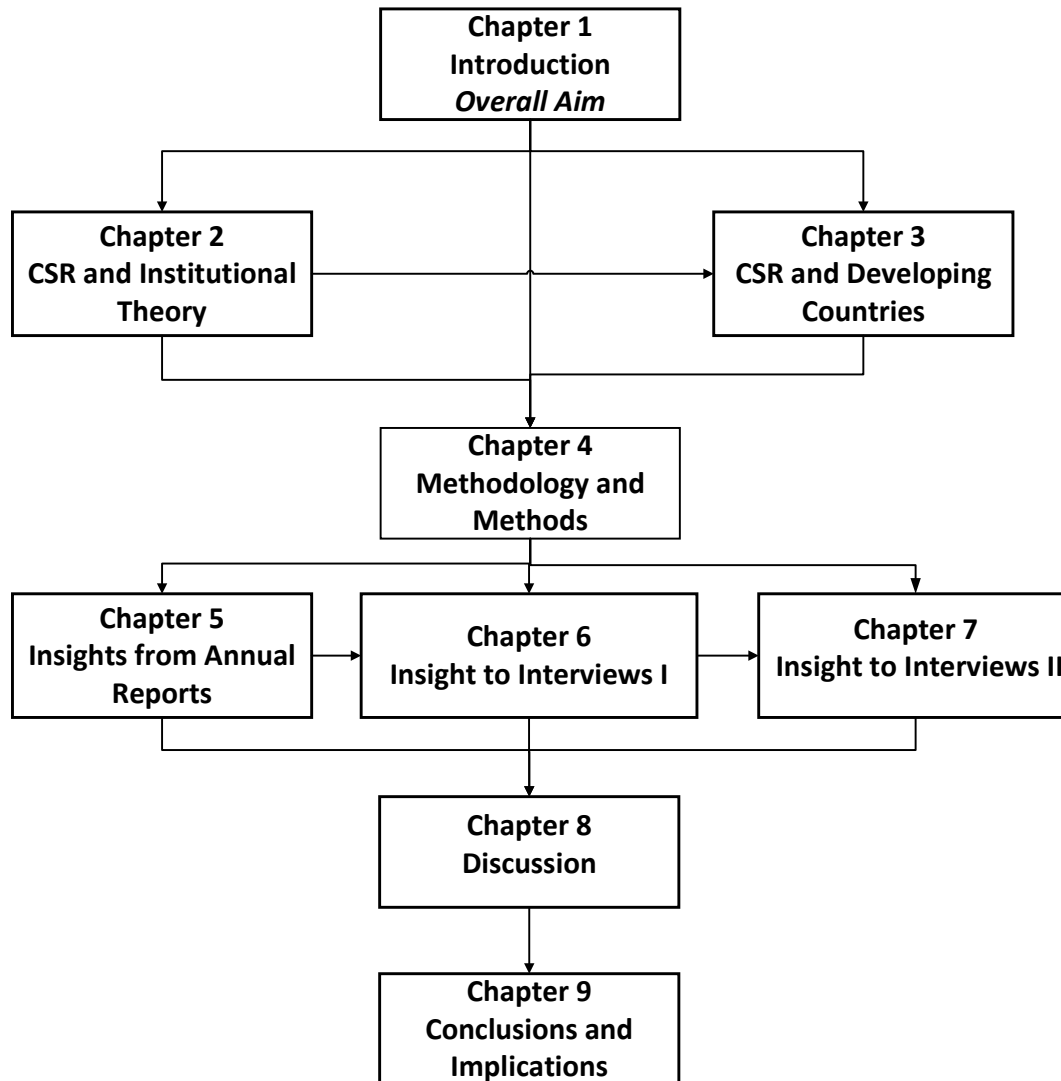 Chapter 1
Introduction
Overall Aim
Chapter 2
CSR and Institutional
Theory
Chapter 3
CSR and Developing
Countries
Chapter 4
Methodology and
Methods
Chapter 5
Insights from Annual
Reports
Chapter 6
Insight to Interviews I
Chapter 7
Insight to Interviews II
Chapter 8
Discussion
Chapter 9
Conclusions and
Implications